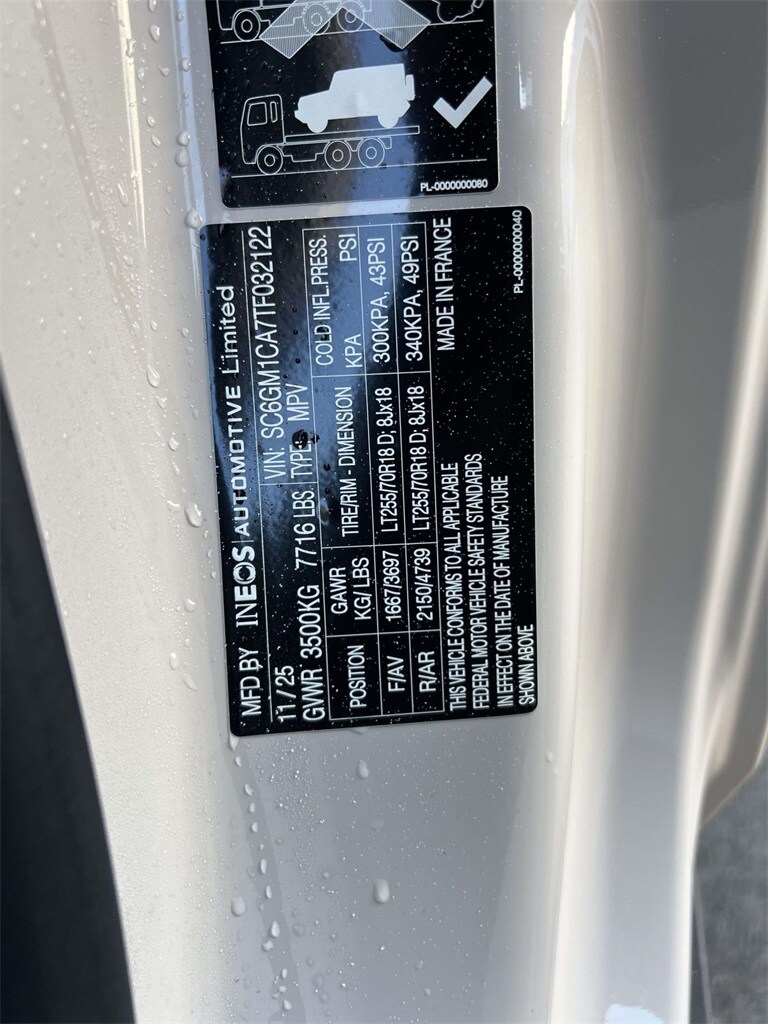 PL-0000000080
MFD BY INEOS AUTOMOTIVE Limited
11/25 VIN: SC6GM1CA7TF032122
GVWR 3500KG 7716 LBS TYPE: MPV
POSITION GAWR KG/LBS TIRE/RIM - DIMENSION COLD INFL.PRESS. KPA PSI
F/AV 1667/3697 LT255/70R18 D; 8Jx18 300KPA, 43PSI
R/AR 2150/4739 LT255/70R18 D; 8Jx18 340KPA, 49PSI
THIS VEHICLE CONFORMS TO ALL APPLICABLE MADE IN FRANCE
FEDERAL MOTOR VEHICLE SAFETY STANDARDS
IN EFFECT ON THE DATE OF MANUFACTURE
SHOWN ABOVE
PL-0000000040